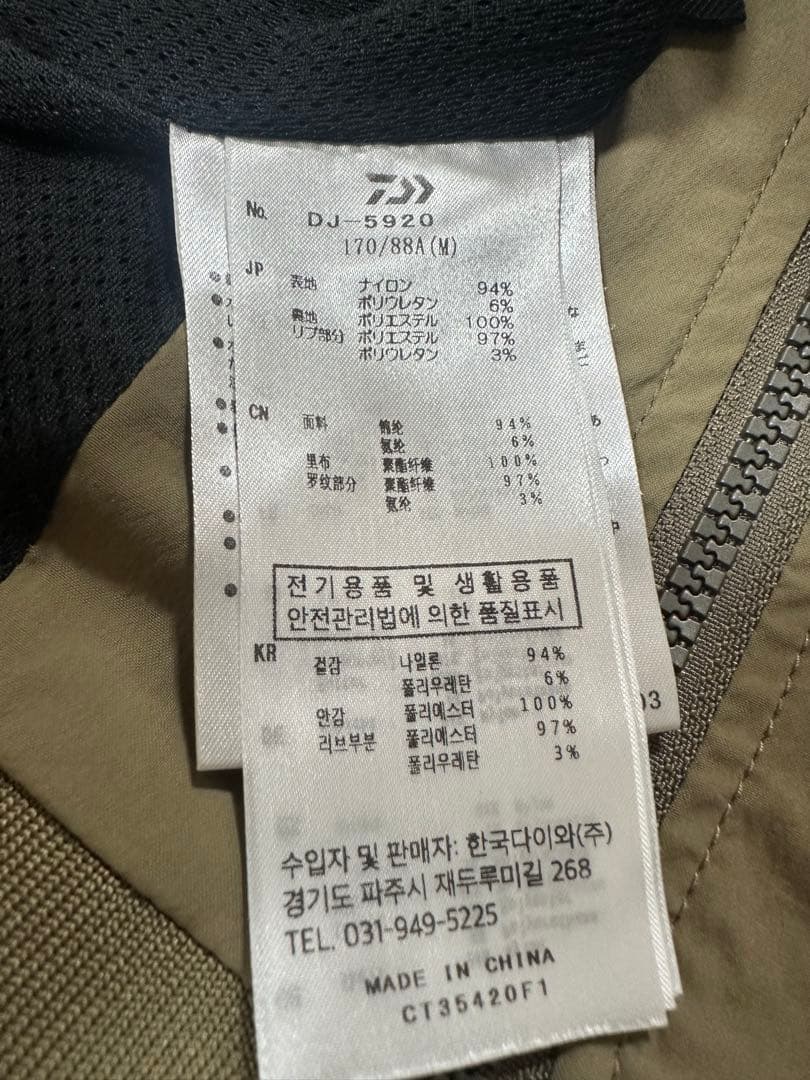 No. DJ-5920
170/88A(M)
JP
表地 ナイロン 94%
ポリウレタン 6%
裏地 ポリエステル 100%
リブ部分 ポリエステル 97%
ポリウレタン 3%
CN
面料 锦纶 94%
氨纶 6%
里布 聚酯纤维 100%
罗纹部分 聚酯纤维 97%
氨纶 3%
전기용품 및 생활용품
안전관리법에 의한 품질표시
KR
겉감 나일론 94%
폴리우레탄 6%
안감 폴리에스터 100%
리브부분 폴리에스터 97%
폴리우레탄 3%
수입자 및 판매자: 한국다이와(주)
경기도 파주시 재두루미길 268
TEL. 031-949-5225
MADE IN CHINA
CT35420F1